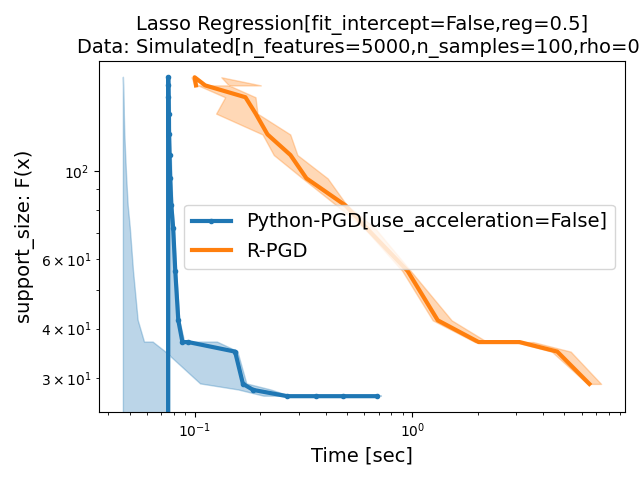 Lasso Regression[fit_intercept=False,reg=0.5]
Data: Simulated[n_features=5000,n_samples=100,rho=0
support_size: F(x)
10²
6 × 10¹
4 × 10¹
3 × 10¹
Python-PGD[use_acceleration=False]
R-PGD
10⁻¹
10⁰
Time [sec]